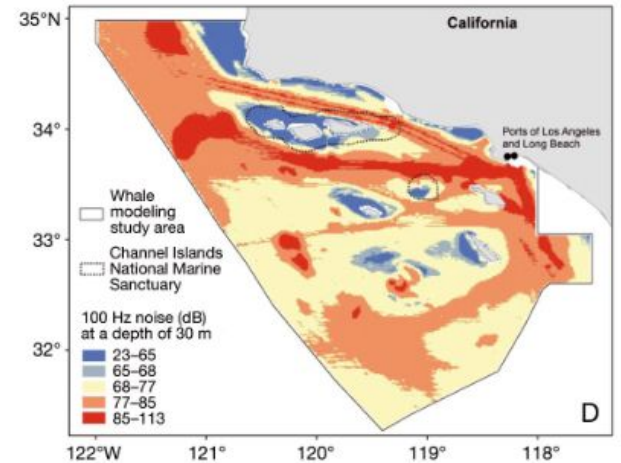 35°N
California
34°
Ports of Los Angeles
and Long Beach
Whale
modeling
study area
33°
Channel Islands
National Marine
Sanctuary
100 Hz noise (dB)
at a depth of 30 m
23–65
32°
65–68
68–77
77–85
85–113
D
122°W
121°
120°
119°
118°